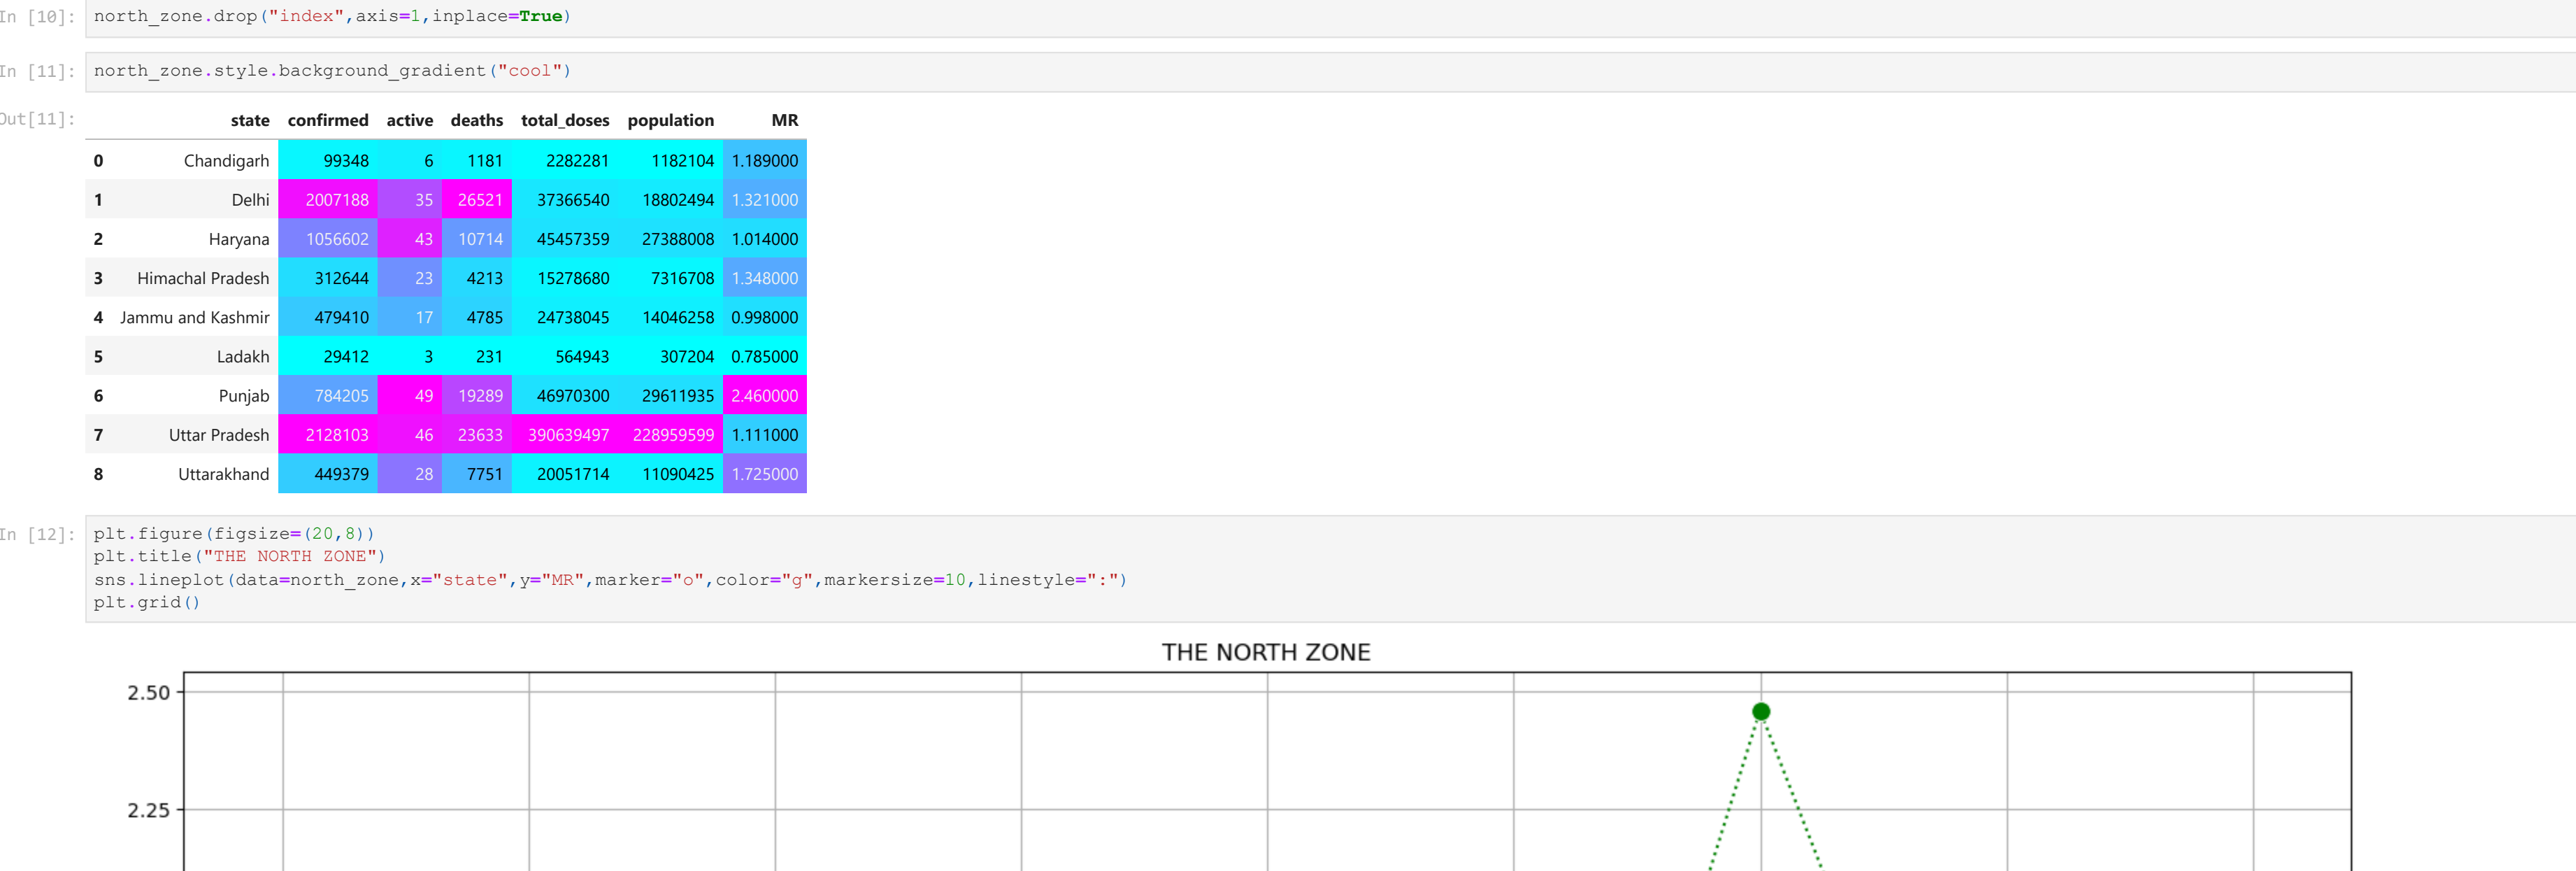 In [10]: north_zone.drop("index",axis=1,inplace=True)
In [11]: north_zone.style.background_gradient("cool")
Out[11]: state confirmed active deaths total_doses population MR
0 Chandigarh 99348 6 1181 2282281 1182104 1.189000
1 Delhi 2007188 35 26521 37366540 18802494 1.321000
2 Haryana 1056602 43 10714 45457359 27388008 1.014000
3 Himachal Pradesh 312644 23 4213 15278680 7316708 1.348000
4 Jammu and Kashmir 479410 17 4785 24738045 14046258 0.998000
5 Ladakh 29412 3 231 564943 307204 0.785000
6 Punjab 784205 49 19289 46970300 29611935 2.460000
7 Uttar Pradesh 2128103 46 23633 390639497 228959599 1.111000
8 Uttarakhand 449379 28 7751 20051714 11090425 1.725000
In [12]: plt.figure(figsize=(20,8))
plt.title("THE NORTH ZONE")
sns.lineplot(data=north_zone,x="state",y="MR",marker="o",color="g",markersize=10,linestyle=":")
plt.grid()
THE NORTH ZONE
2.50
2.25